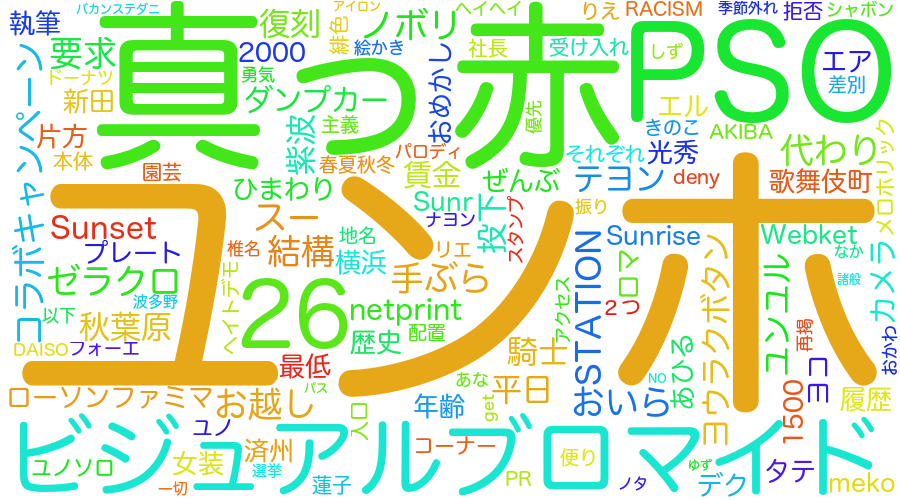 バカンステダニ
アイロン
ヘイヘイ
りえ
RACISM
季節外れ
拒否
シャボン
執筆
真っ赤
緋色
復刻
ノボリ
PSO
要求
2000
絵かき
社長
受け入れ
しず
エア
差別
ドーナツ
勇気
新田
ダンプカー
おめかし
優先
エル
きのこ
AKIBA
メロホリック
コラボキャンペーン
片方
紫波
主義
パロディ
それぞれ
光秀
代わり
本体
園芸
春夏秋冬
賃金
ぜんぶ
テヨン
deny
歌舞伎町
ひまわり
Sunr
投下
スタンプ
振り
ユンホ
Sunset
スー
ナヨン
Sunrise
Webket
プレート
椎名
結構
地名
リエ
STATION
ロマ
ヨウラクボタン
ユンユル
なか
カメラ
ゼラクロ
ヘイトデモ
横浜
手ぶら
諸般
波多野
26
netprint
アクセス
2つ
再掲
以下
秋葉原
歴史
配置
騎士
あひる
おかわ
DAISO
フォーエ
最低
あな
平日
NO
ヨコ
ローソンファミマ
お越し
パス
年齢
get
おいら
1500
履歴
ビジュアルブロマイド
ユノ
入口
ユノソロ
女装
済州
コーナー
便り
ゆず
タテ
選挙
一切
蓮子
PR
ノタ
デク
meko